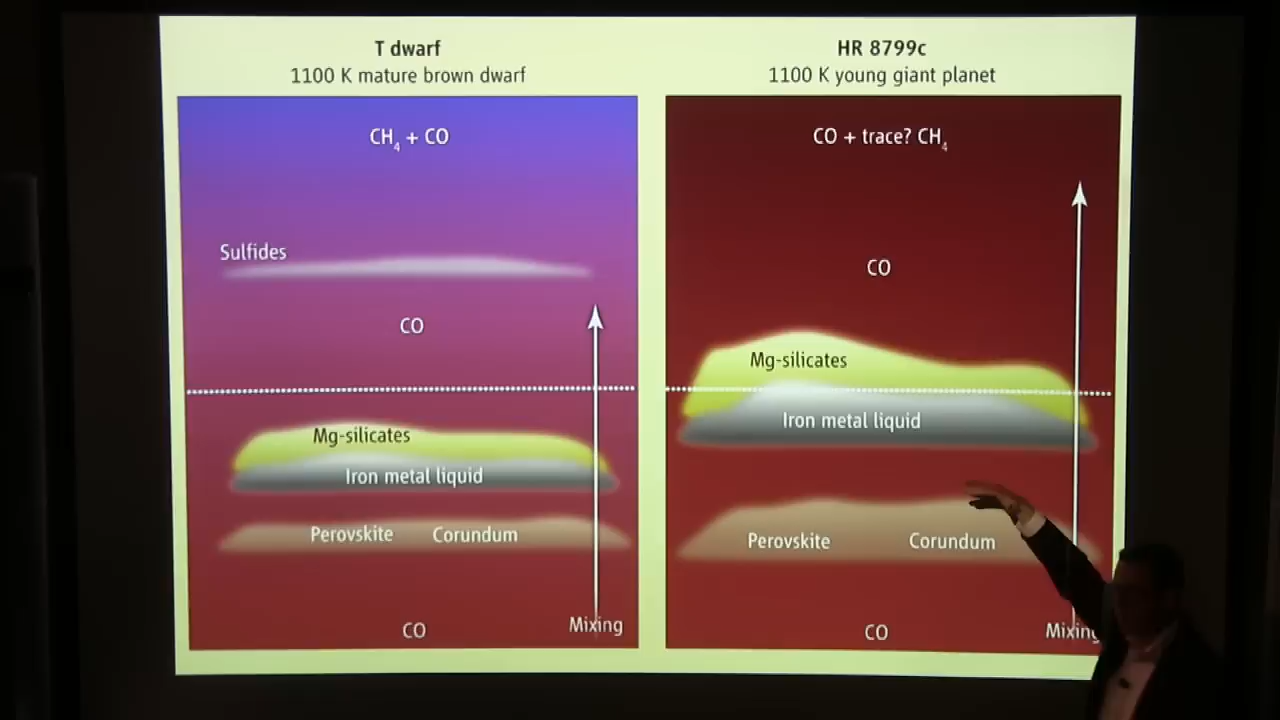 T dwarf
1100 K mature brown dwarf
CH₄ + CO
Sulfides
CO
Mg-silicates
Iron metal liquid
Perovskite Corundum
CO
Mixing
HR 8799c
1100 K young giant planet
CO + trace? CH₄
CO
Mg-silicates
Iron metal liquid
Perovskite Corundum
CO
Mixing